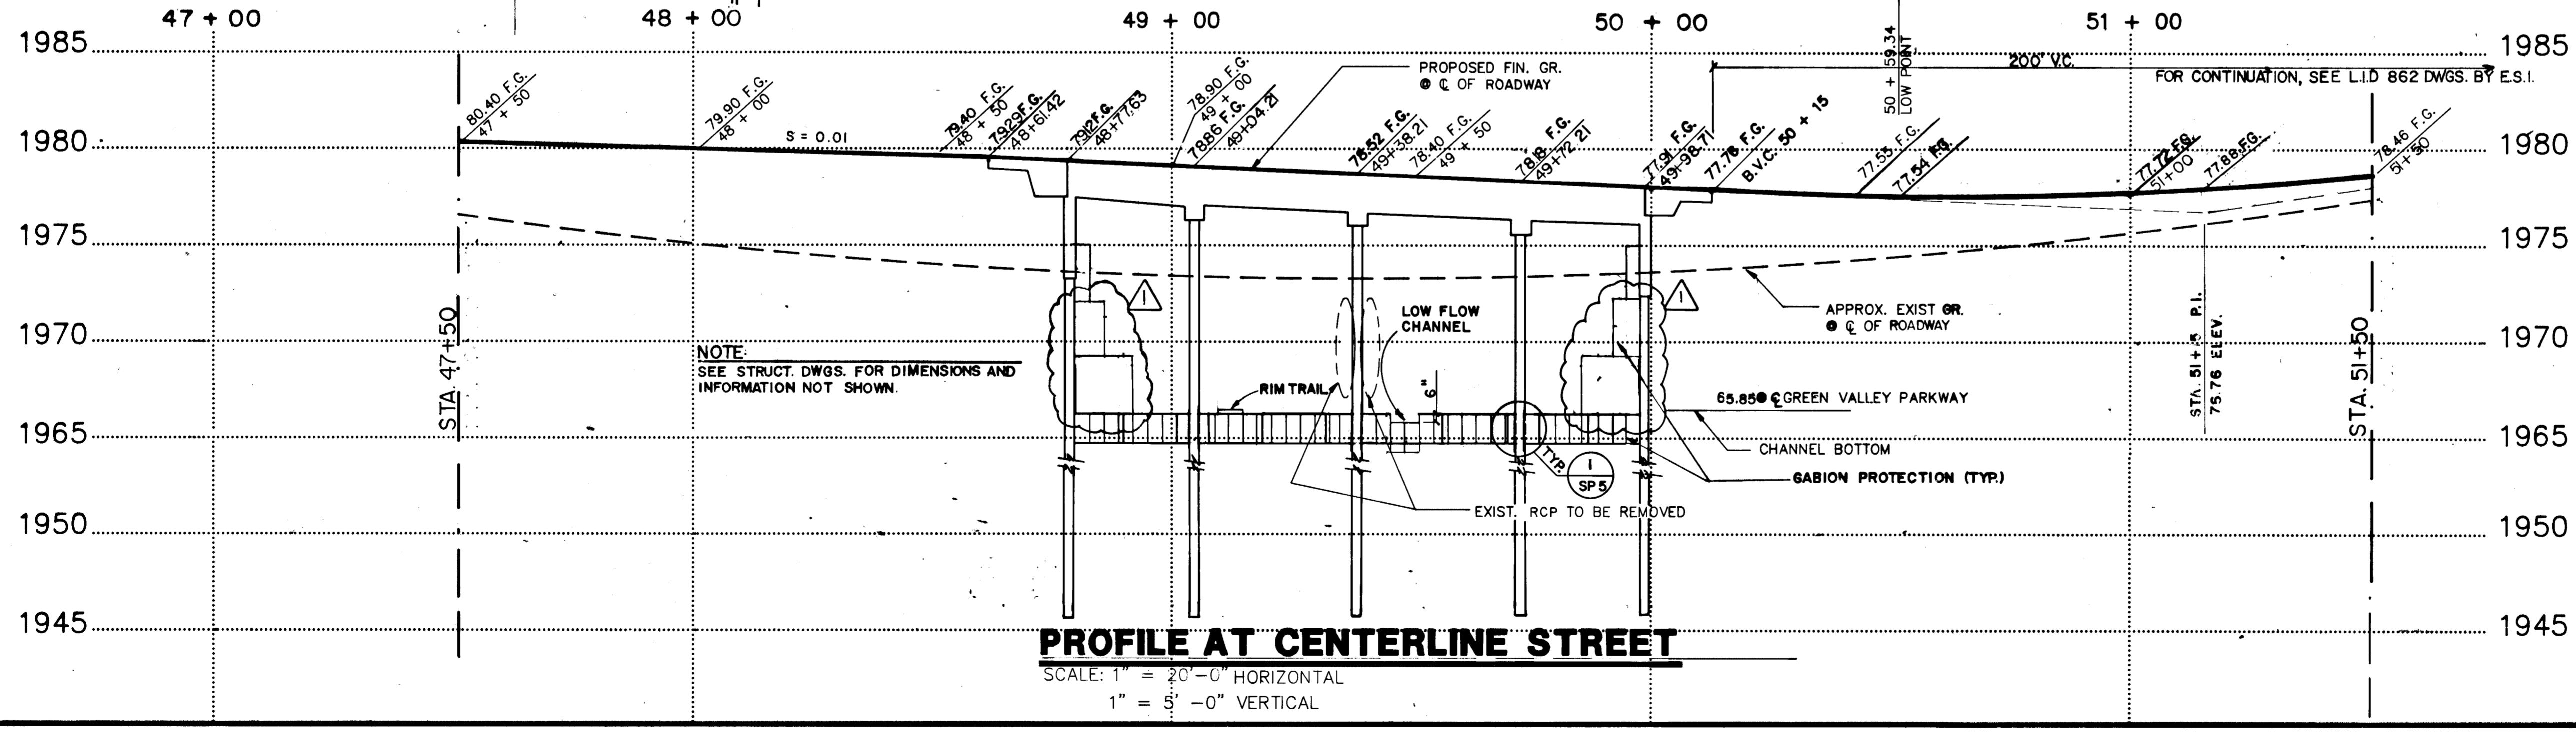 47 + 00
48 + 00
49 + 00
50 + 00
51 + 00
1985
1985
50 + 59.34
LOW POINT
200' V.C.
FOR CONTINUATION, SEE L.I.D 862 DWGS. BY E.S.I.
PROPOSED FIN. GR.
@ ℄ OF ROADWAY
80.40 F.G.
47 + 50
79.90 F.G.
48 + 00
79.40 F.G.
48 + 50
79.29 F.G.
48+61.42
79.12 F.G.
48+77.63
78.90 F.G.
49 + 00
78.86 F.G.
49+04.21
78.52 F.G.
49+38.21
78.40 F.G.
49 + 50
78.18 F.G.
49+72.21
77.91 F.G.
49+98.71
77.76 F.G.
B.V.C. 50 + 15
77.55 F.G.
77.54 F.G.
77.72 F.G.
51+00
77.88 F.G.
78.46 F.G.
51+50
1980
S = 0.01
1980
1975
1975
LOW FLOW
CHANNEL
1
1
APPROX. EXIST GR.
@ ℄ OF ROADWAY
1970
1970
STA. 47+50
NOTE:
SEE STRUCT. DWGS. FOR DIMENSIONS AND
INFORMATION NOT SHOWN.
RIM TRAIL
6"
65.85@ ℄ GREEN VALLEY PARKWAY
STA. 51+15 P.I.
75.76 ELEV.
STA. 51+50
1965
1965
CHANNEL BOTTOM
TYP.
1
SP5
GABION PROTECTION (TYP.)
EXIST. RCP TO BE REMOVED
1950
1950
1945
1945
PROFILE AT CENTERLINE STREET
SCALE: 1" = 20'-0" HORIZONTAL
1" = 5' -0" VERTICAL